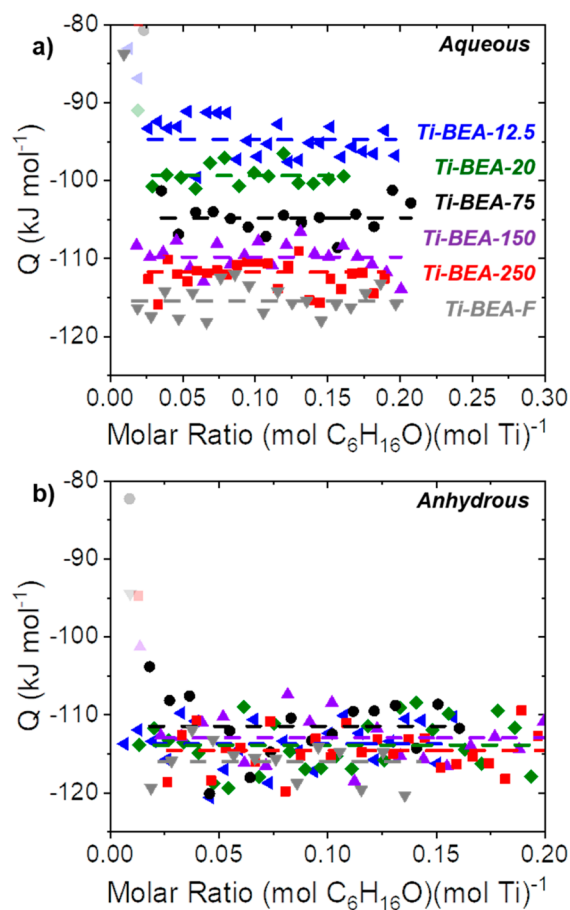 a)
Aqueous
Ti-BEA-12.5
Ti-BEA-20
Ti-BEA-75
Ti-BEA-150
Ti-BEA-250
Ti-BEA-F
Q (kJ mol⁻¹)
-80
-90
-100
-110
-120
0.00 0.05 0.10 0.15 0.20 0.25 0.30
Molar Ratio (mol C₆H₁₆O)(mol Ti)⁻¹
b)
Anhydrous
Q (kJ mol⁻¹)
-80
-90
-100
-110
-120
0.00 0.05 0.10 0.15 0.20
Molar Ratio (mol C₆H₁₆O)(mol Ti)⁻¹